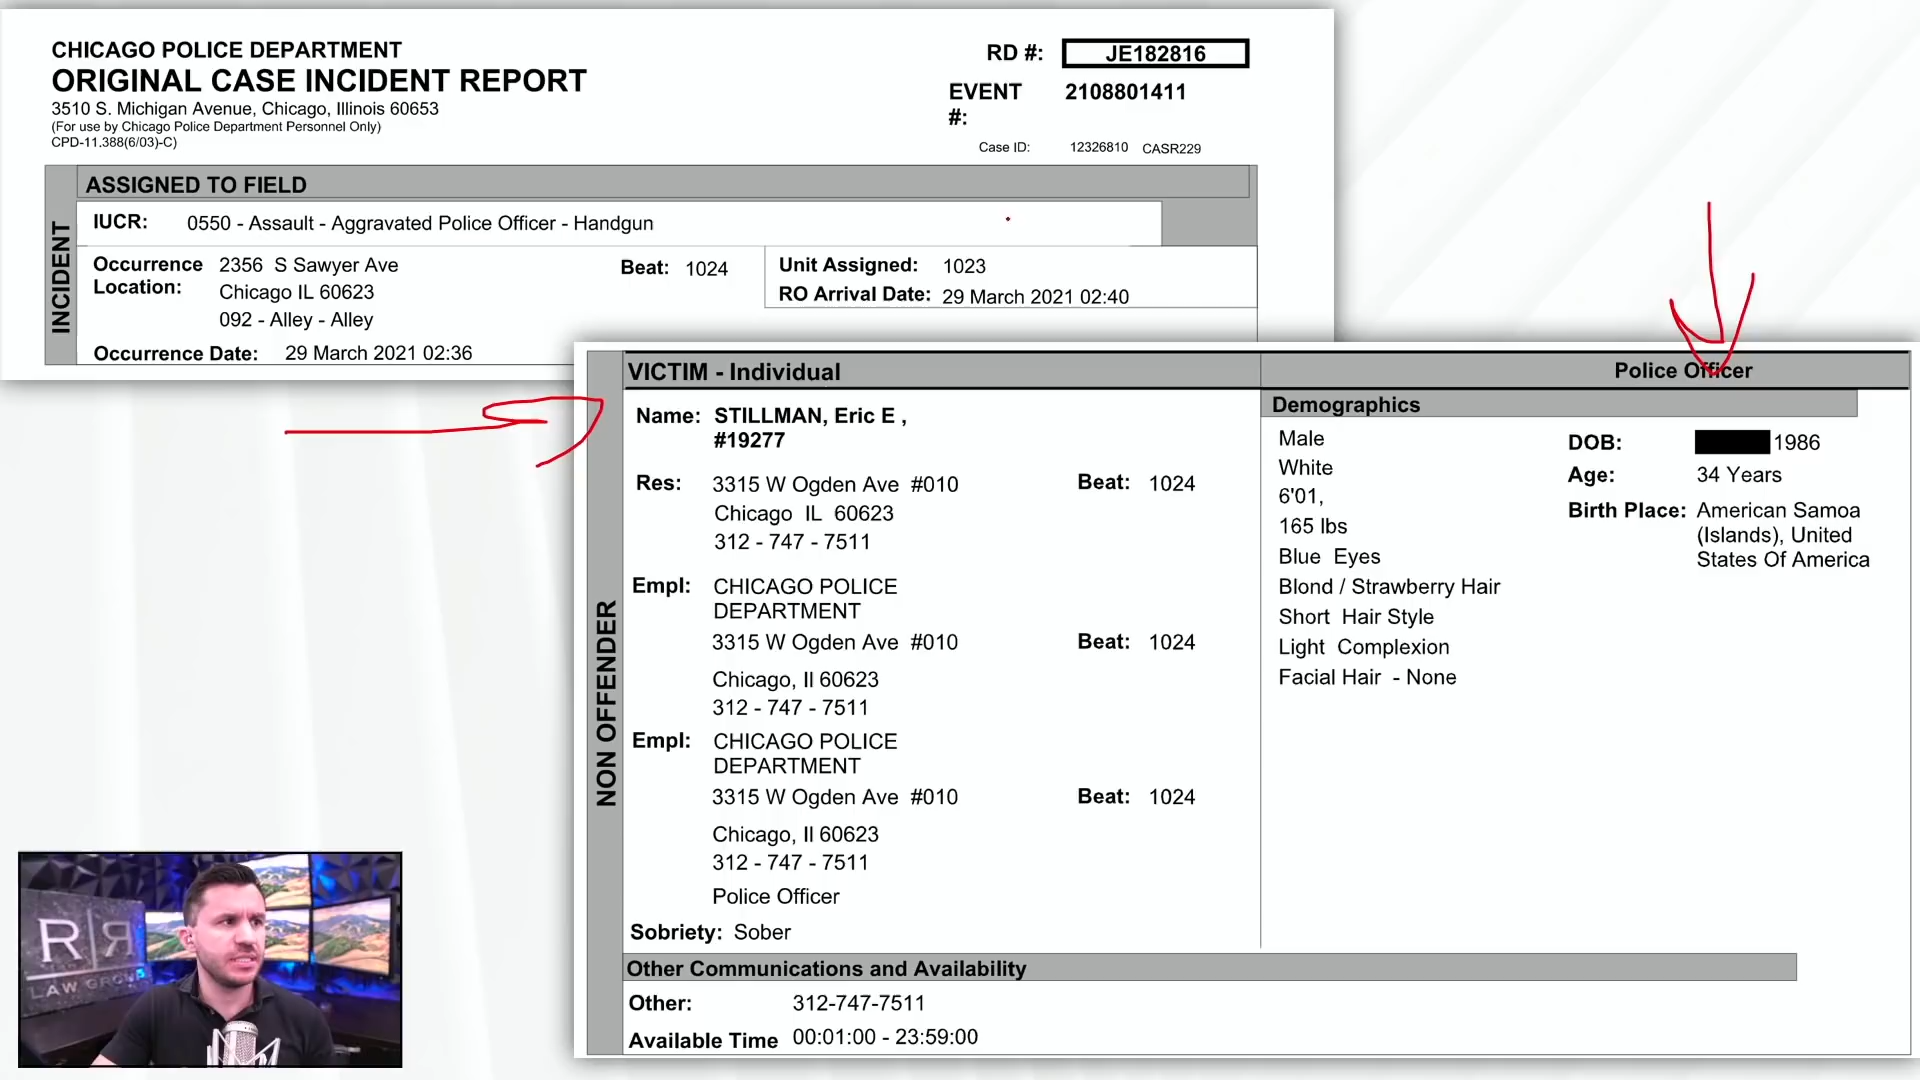 CHICAGO POLICE DEPARTMENT
ORIGINAL CASE INCIDENT REPORT
3510 S. Michigan Avenue, Chicago, Illinois 60653
(For use by Chicago Police Department Personnel Only)
CPD-11.388(6/03)-C)
RD #: JE182816
EVENT #: 2108801411
Case ID: 12326810 CASR229
INCIDENT
ASSIGNED TO FIELD
IUCR: 0550 - Assault - Aggravated Police Officer - Handgun
Occurrence Location: 2356 S Sawyer Ave
Chicago IL 60623
092 - Alley - Alley
Beat: 1024
Unit Assigned: 1023
RO Arrival Date: 29 March 2021 02:40
Occurrence Date: 29 March 2021 02:36
NON OFFENDER
VICTIM - Individual
Police Officer
Name: STILLMAN, Eric E ,
#19277
Res: 3315 W Ogden Ave #010 Beat: 1024
Chicago IL 60623
312 - 747 - 7511
Empl: CHICAGO POLICE
DEPARTMENT
3315 W Ogden Ave #010 Beat: 1024
Chicago, Il 60623
312 - 747 - 7511
Empl: CHICAGO POLICE
DEPARTMENT
3315 W Ogden Ave #010 Beat: 1024
Chicago, Il 60623
312 - 747 - 7511
Police Officer
Sobriety: Sober
Demographics
Male
White
6'01,
165 lbs
Blue Eyes
Blond / Strawberry Hair
Short Hair Style
Light Complexion
Facial Hair - None
DOB: 1986
Age: 34 Years
Birth Place: American Samoa
(Islands), United
States Of America
Other Communications and Availability
Other: 312-747-7511
Available Time 00:01:00 - 23:59:00
R|R
LAW GROUP